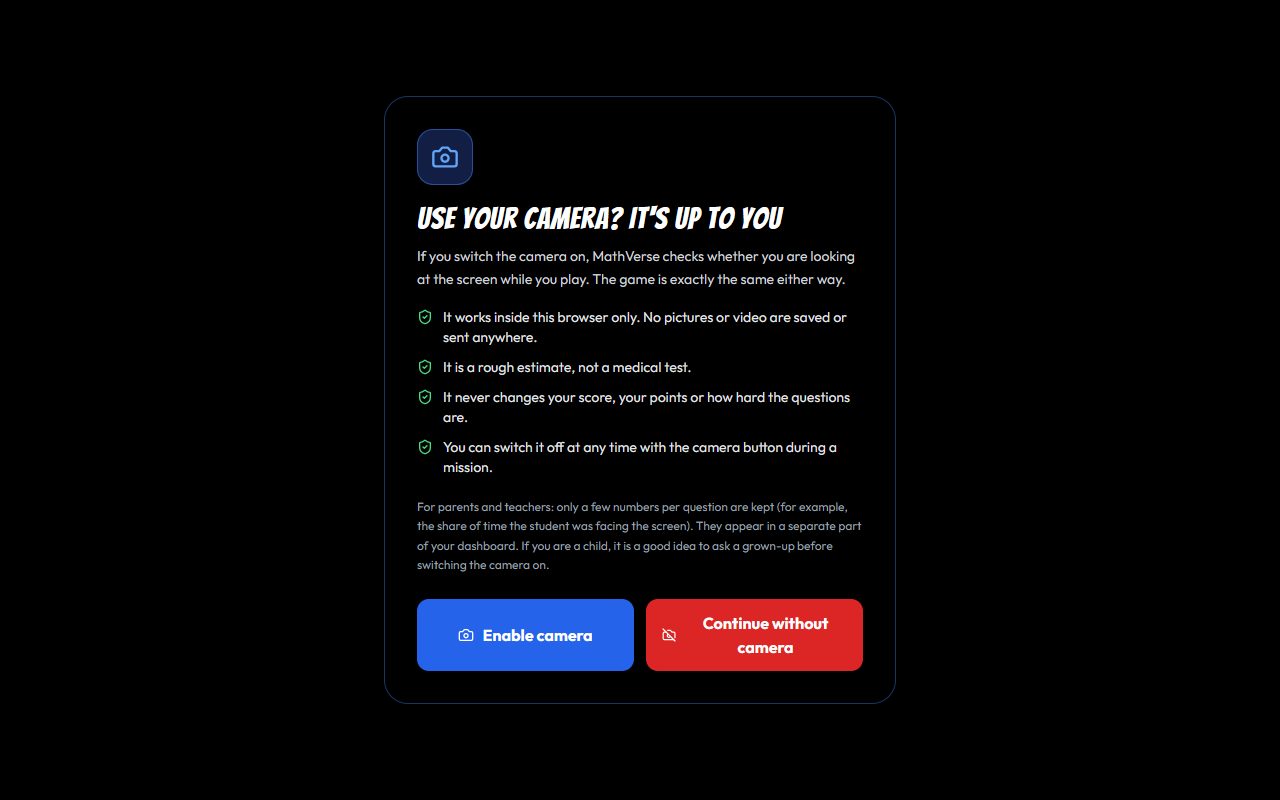 USE YOUR CAMERA? IT'S UP TO YOU
If you switch the camera on, MathVerse checks whether you are looking
at the screen while you play. The game is exactly the same either way.
It works inside this browser only. No pictures or video are saved or
sent anywhere.
It is a rough estimate, not a medical test.
It never changes your score, your points or how hard the questions
are.
You can switch it off at any time with the camera button during a
mission.
For parents and teachers: only a few numbers per question are kept (for example,
the share of time the student was facing the screen). They appear in a separate part
of your dashboard. If you are a child, it is a good idea to ask a grown-up before
switching the camera on.
Enable camera
Continue without
camera